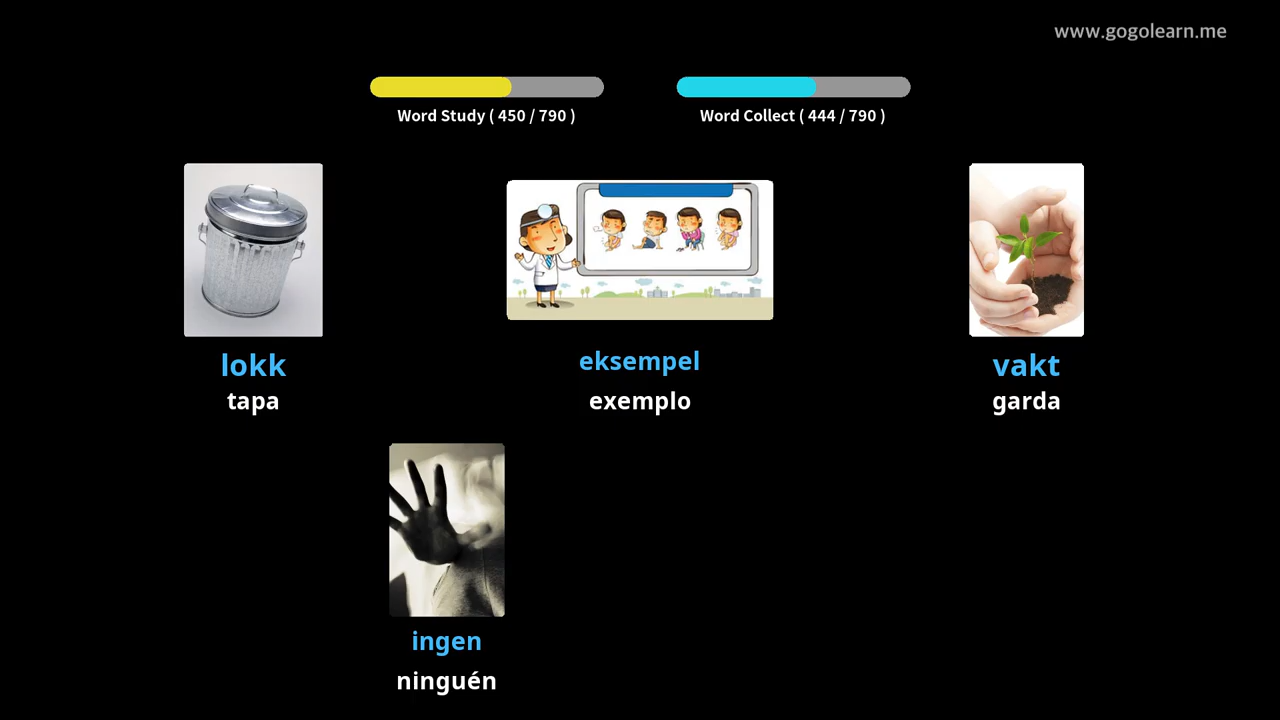 www.gogolearn.me
Word Study ( 450 / 790 )
Word Collect ( 444 / 790 )
lokk
tapa
eksempel
exemplo
vakt
garda
ingen
ninguén